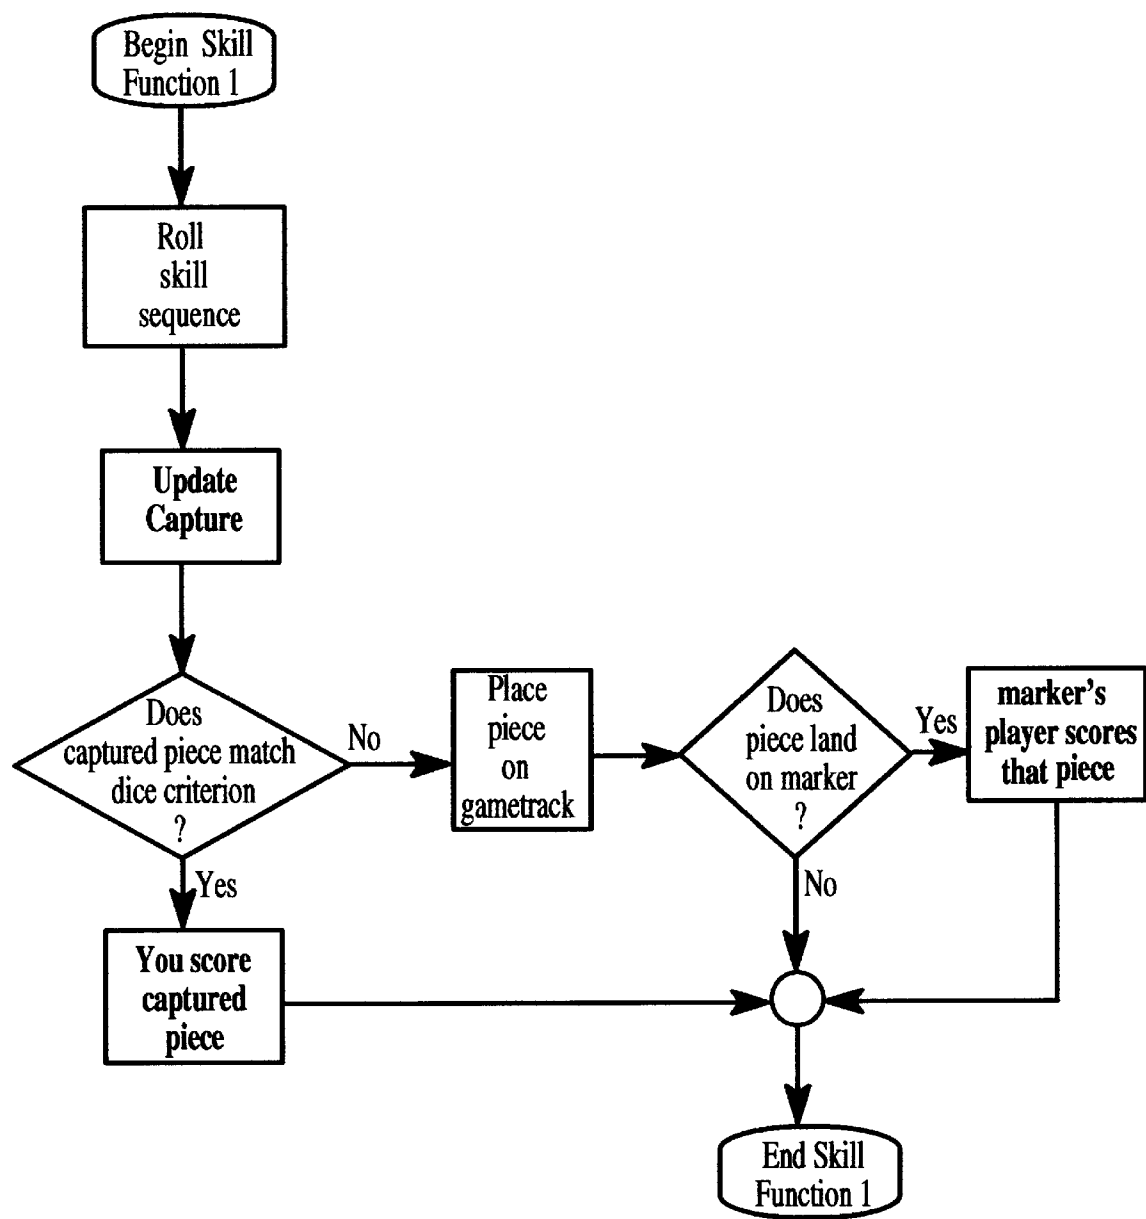 Begin Skill
Function 1
Roll
skill
sequence
Update
Capture
Does
captured piece match
dice criterion
?
No
Place
piece
on
gametrack
Does
piece land
on marker
?
Yes
marker's
player scores
that piece
Yes
No
You score
captured
piece
End Skill
Function 1